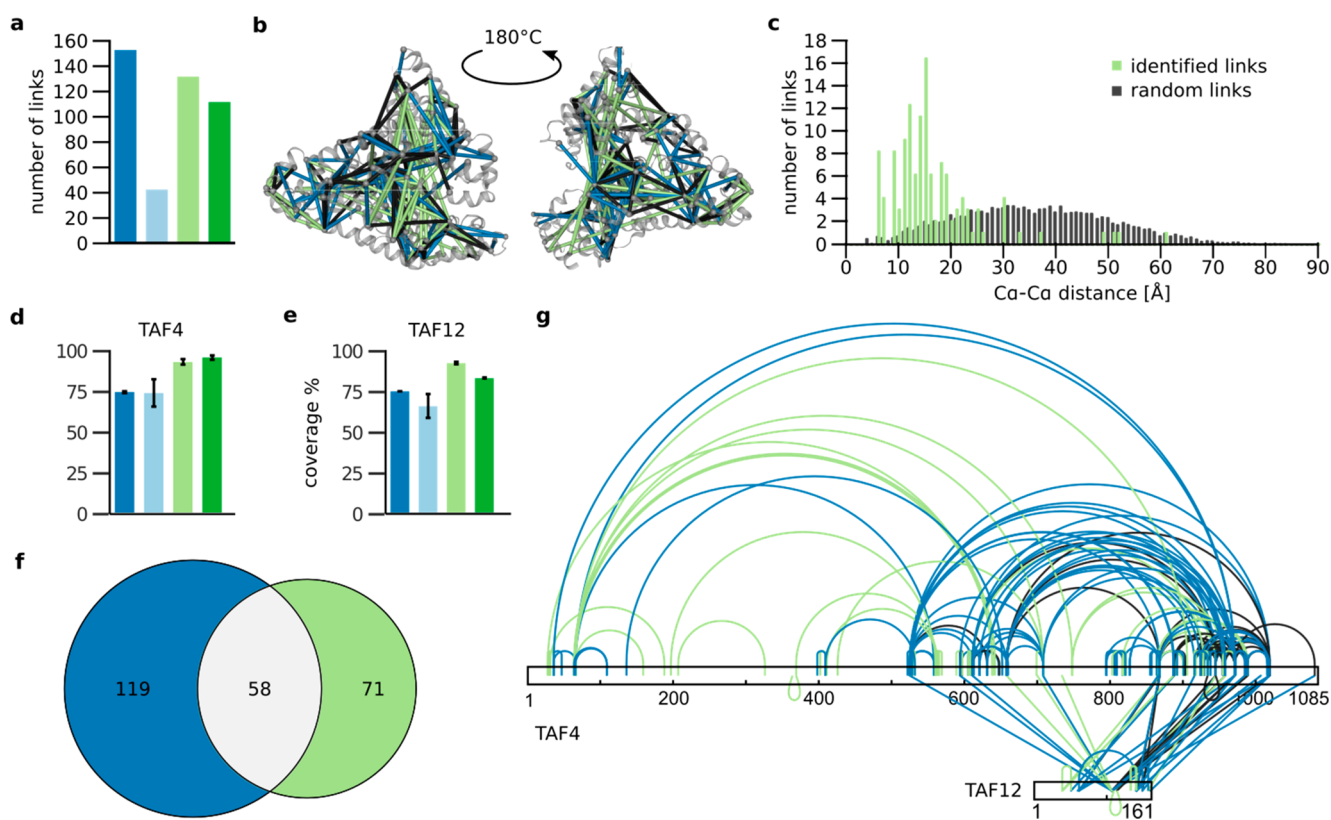 a
160
140
120
100
80
60
40
20
0
number of links
b
180°C
c
18
16
14
12
10
8
6
4
2
0
number of links
identified links
random links
0 10 20 30 40 50 60 70 80 90
Cɑ-Cɑ distance [Å]
d
TAF4
100
75
50
25
0
e
TAF12
100
75
50
25
0
coverage %
f
119 58 71
g
1 200 400 600 800 1000 1085
TAF4
TAF12
1 161